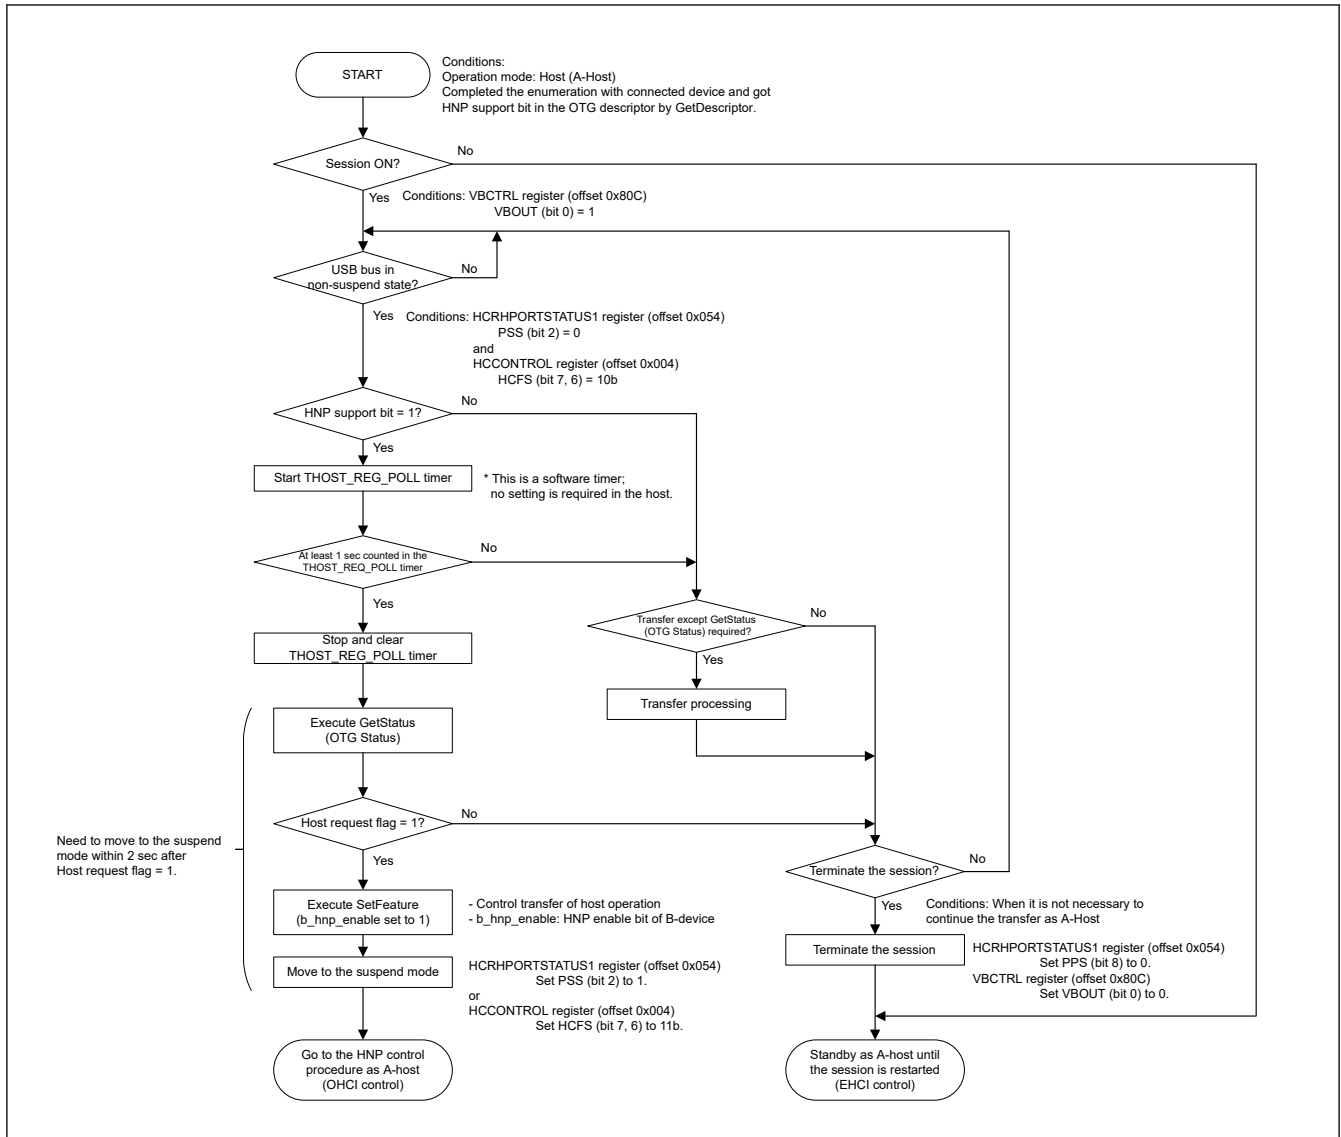 START
Conditions:
Operation mode: Host (A-Host)
Completed the enumeration with connected device and got
HNP support bit in the OTG descriptor by GetDescriptor.
Session ON?
No
Yes
Conditions: VBCTRL register (offset 0x80C)
VBOUT (bit 0) = 1
USB bus in
non-suspend state?
No
Yes
Conditions: HCRHPORTSTATUS1 register (offset 0x054)
PSS (bit 2) = 0
and
HCCONTROL register (offset 0x004)
HCFS (bit 7, 6) = 10b
HNP support bit = 1?
No
Yes
Start THOST_REG_POLL timer
* This is a software timer;
no setting is required in the host.
At least 1 sec counted in the
THOST_REQ_POLL timer
No
Yes
Stop and clear
THOST_REG_POLL timer
Transfer except GetStatus
(OTG Status) required?
No
Yes
Transfer processing
Execute GetStatus
(OTG Status)
Host request flag = 1?
No
Yes
Need to move to the suspend
mode within 2 sec after
Host request flag = 1.
Execute SetFeature
(b_hnp_enable set to 1)
- Control transfer of host operation
- b_hnp_enable: HNP enable bit of B-device
Move to the suspend mode
HCRHPORTSTATUS1 register (offset 0x054)
Set PSS (bit 2) to 1.
or
HCCONTROL register (offset 0x004)
Set HCFS (bit 7, 6) to 11b.
Go to the HNP control
procedure as A-host
(OHCI control)
Terminate the session?
No
Yes
Conditions: When it is not necessary to
continue the transfer as A-Host
Terminate the session
HCRHPORTSTATUS1 register (offset 0x054)
Set PPS (bit 8) to 0.
VBCTRL register (offset 0x80C)
Set VBOUT (bit 0) to 0.
Standby as A-host until
the session is restarted
(EHCI control)